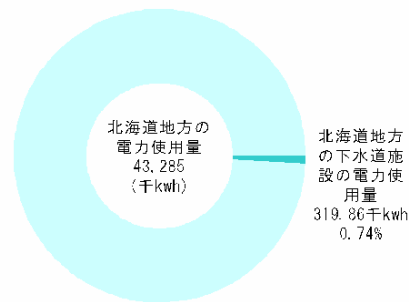 北海道地方の
電力使用量
43,285
(千kwh)
北海道地方
の下水道施
設の電力使
用量
319.86千kwh
0.74%